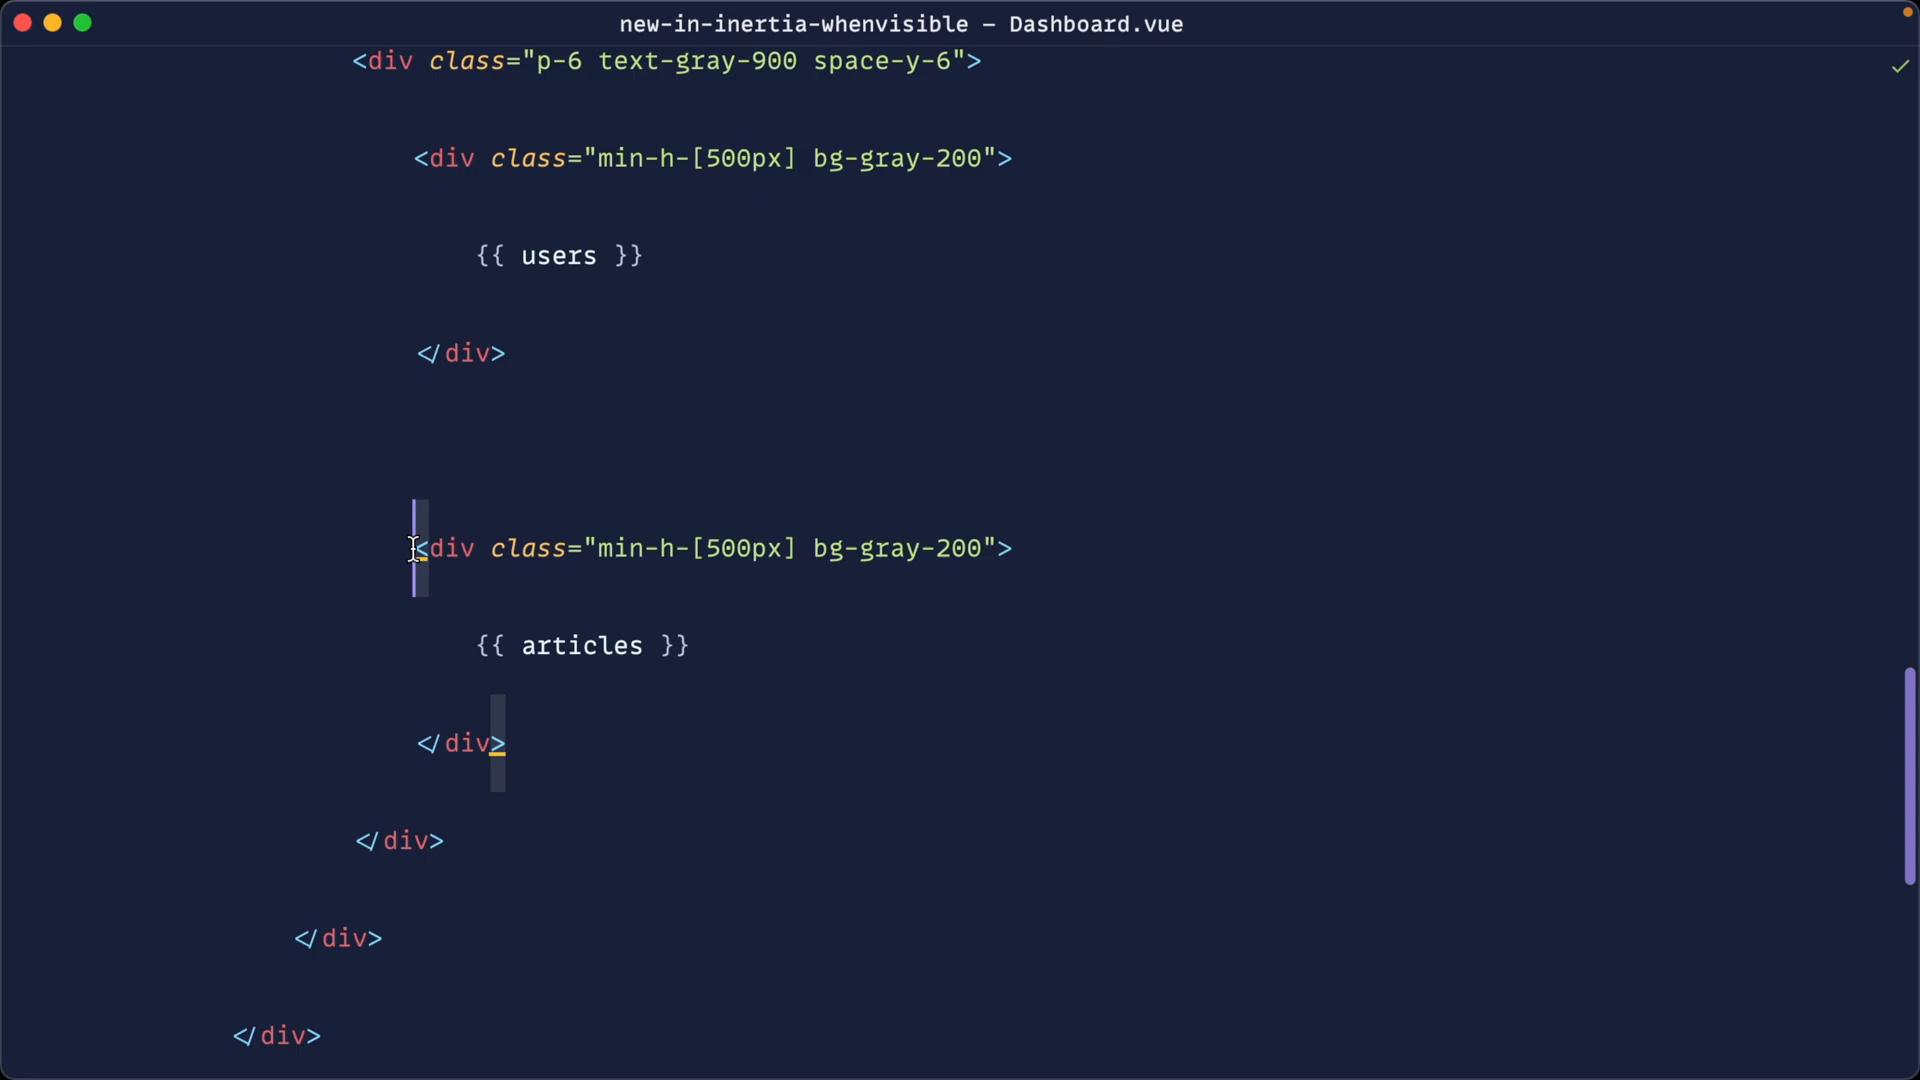 new-in-inertia-whenvisible – Dashboard.vue
<div class="p-6 text-gray-900 space-y-6">
<div class="min-h-[500px] bg-gray-200">
{{ users }}
</div>
<div class="min-h-[500px] bg-gray-200">
{{ articles }}
</div>
</div>
</div>
</div>